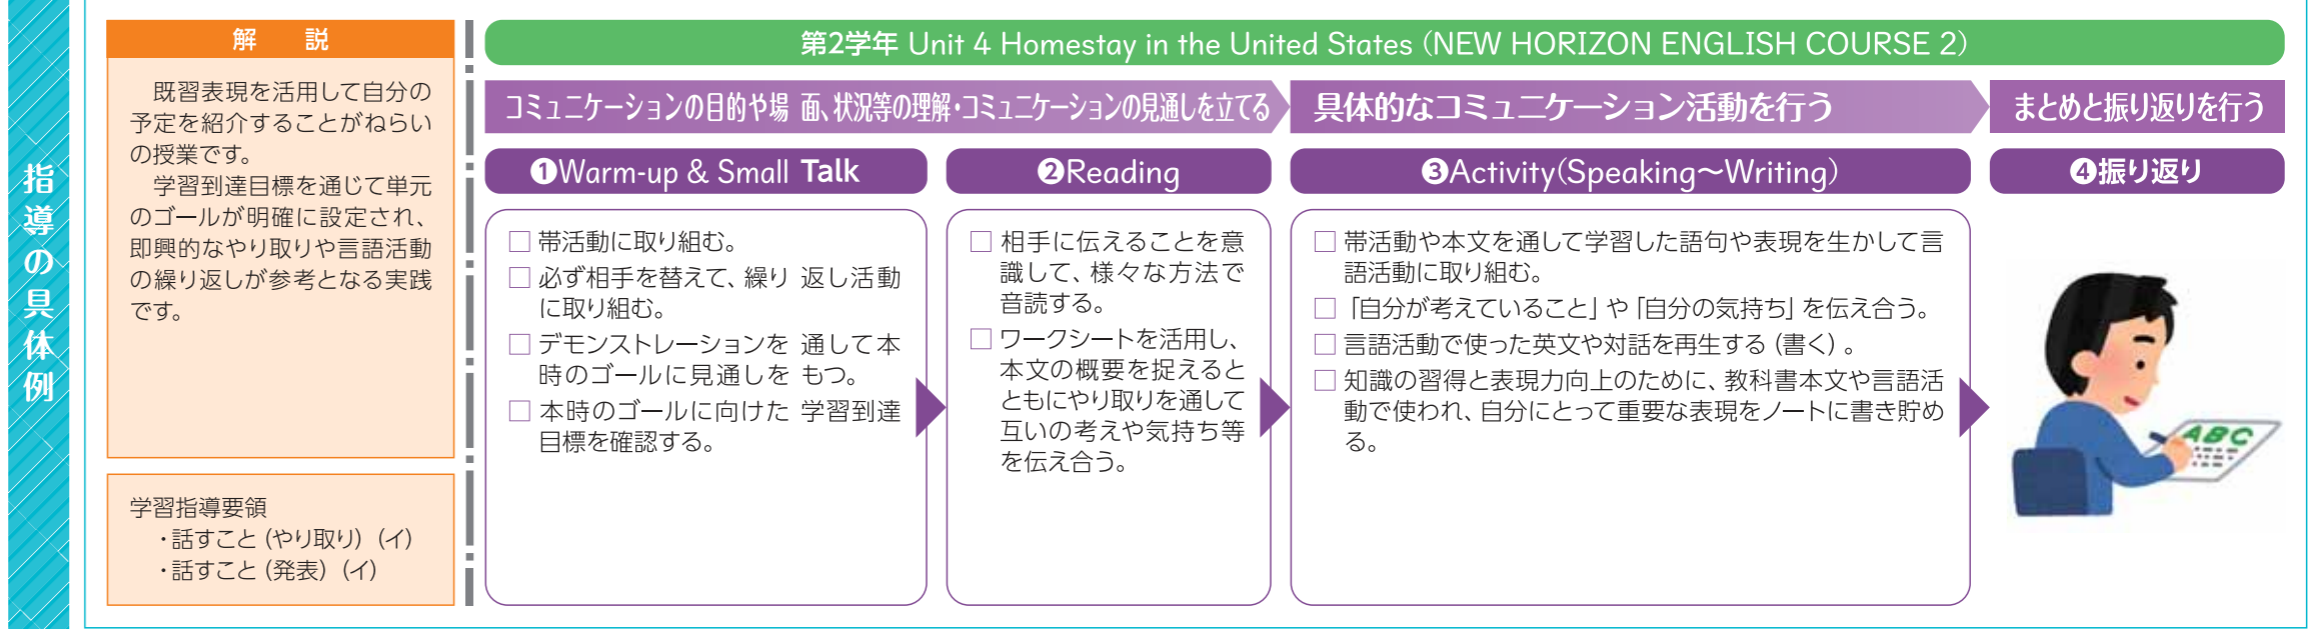 指導の具体例
解　説
既習表現を活用して自分の
予定を紹介することがねらい
の授業です。
学習到達目標を通じて単元
のゴールが明確に設定され、
即興的なやり取りや言語活動
の繰り返しが参考となる実践
です。
学習指導要領
・話すこと(やり取り)(イ)
・話すこと(発表)(イ)
第2学年 Unit 4 Homestay in the United States (NEW HORIZON ENGLISH COURSE 2)
コミュニケーションの目的や場 面、状況等の理解・コミュニケーションの見通しを立てる
具体的なコミュニケーション活動を行う
まとめと振り返りを行う
❶Warm-up & Small Talk
□ 帯活動に取り組む。
□ 必ず相手を替えて、繰り 返し活動
に取り組む。
□ デモンストレーションを 通して本
時のゴールに見通しを もつ。
□ 本時のゴールに向けた 学習到達
目標を確認する。
❷Reading
□ 相手に伝えることを意
識して、様々な方法で
音読する。
□ ワークシートを活用し、
本文の概要を捉えると
ともにやり取りを通して
互いの考えや気持ち等
を伝え合う。
❸Activity(Speaking～Writing)
□ 帯活動や本文を通して学習した語句や表現を生かして言
語活動に取り組む。
□ 「自分が考えていること」や「自分の気持ち」を伝え合う。
□ 言語活動で使った英文や対話を再生する(書く)。
□ 知識の習得と表現力向上のために、教科書本文や言語活
動で使われ、自分にとって重要な表現をノートに書き貯め
る。
❹振り返り
ABC